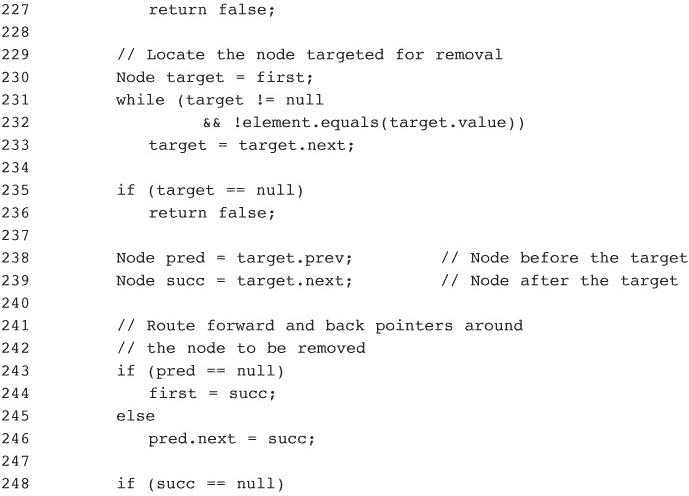 227 return false;
228
229 // Locate the node targeted for removal
230 Node target = first;
231 while (target != null
232 && !element.equals(target.value))
233 target = target.next;
234
235 if (target == null)
236 return false;
237
238 Node pred = target.prev; // Node before the target
239 Node succ = target.next; // Node after the target
240
241 // Route forward and back pointers around
242 // the node to be removed
243 if (pred == null)
244 first = succ;
245 else
246 pred.next = succ;
247
248 if (succ == null)